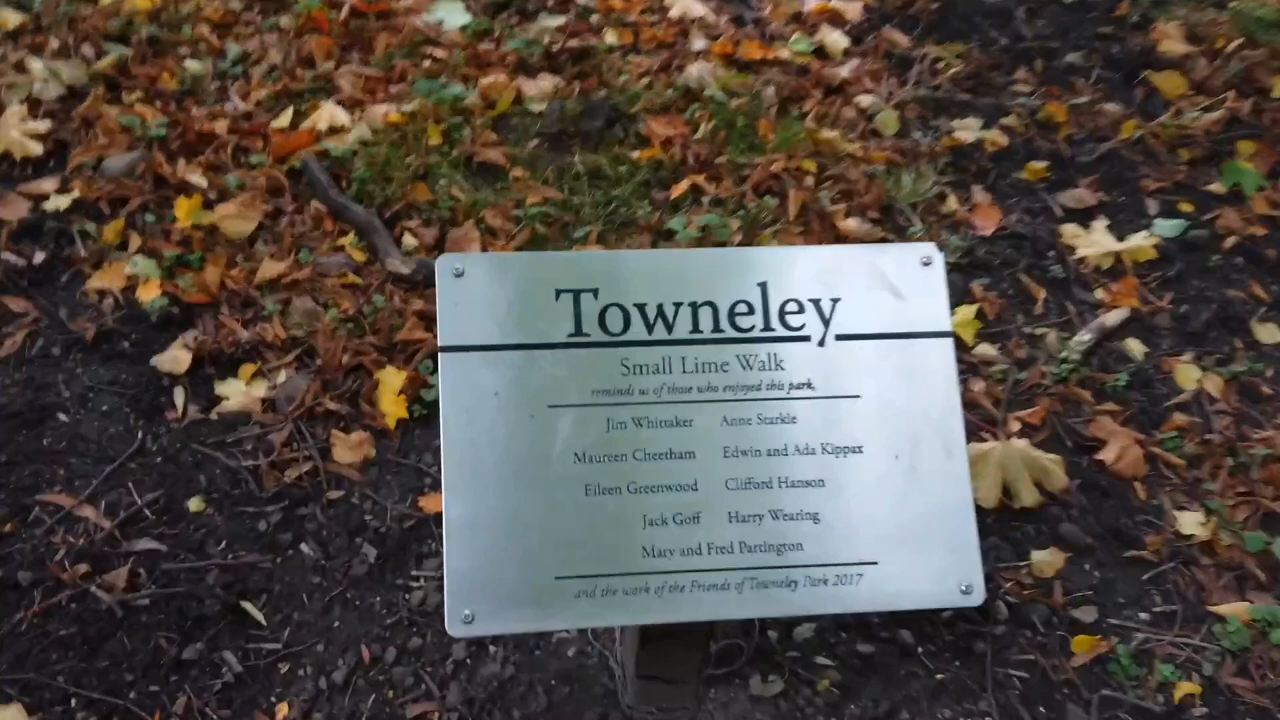 Towneley
Small Lime Walk
reminds us of those who enjoyed this park,
Jim Whittaker Anne Starkie
Maureen Cheetham Edwin and Ada Kippax
Eileen Greenwood Clifford Hanson
Jack Goff Harry Wearing
Mary and Fred Partington
and the work of the Friends of Towneley Park 2017